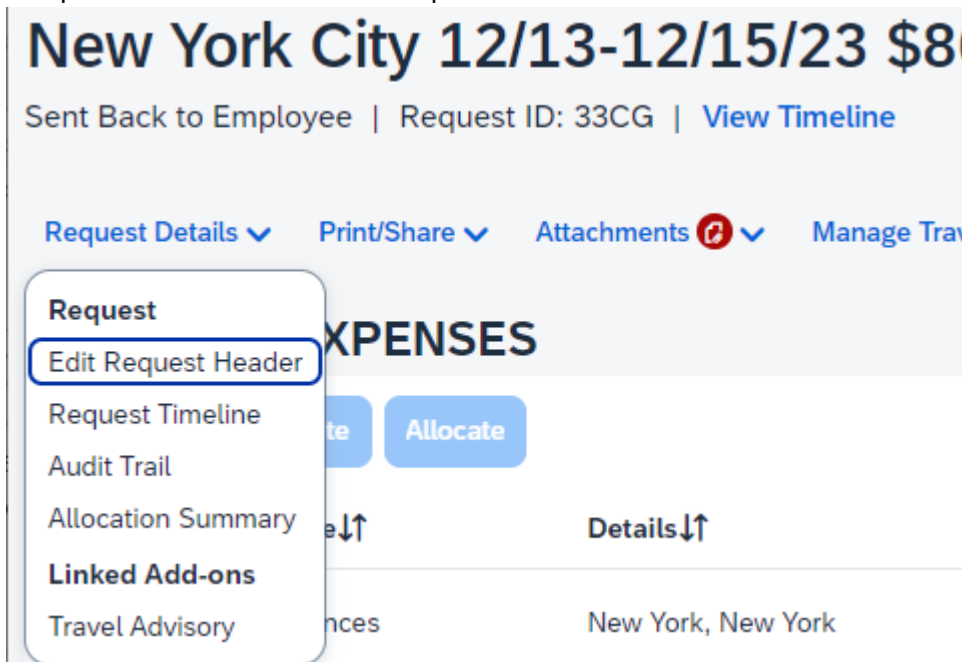 New York City 12/13-12/15/23 $8
Sent Back to Employee | Request ID: 33CG | View Timeline
Request Details Print/Share Attachments Manage Trav
Request
XPENSES
Edit Request Header
Request Timeline
te Allocate
Audit Trail
Allocation Summary
e↓↑ Details↓↑
Linked Add-ons
Travel Advisory
nces New York, New York